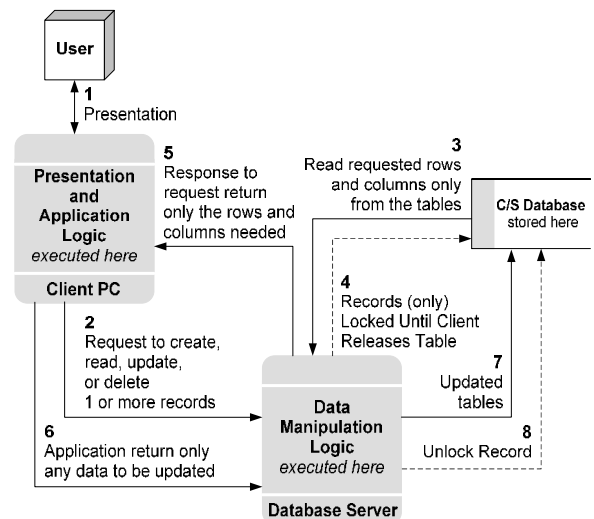 User
1
Presentation
Presentation
and
Application
Logic
executed here
Client PC
5
Response to
request return
only the rows and
columns needed
3
Read requested rows
and columns only
from the tables
C/S Database
stored here
4
Records (only)
Locked Until Client
Releases Table
2
Request to create,
read, update,
or delete
1 or more records
7
Updated
tables
Data
Manipulation
Logic
executed here
Database Server
8
Unlock Record
6
Application return only
any data to be updated